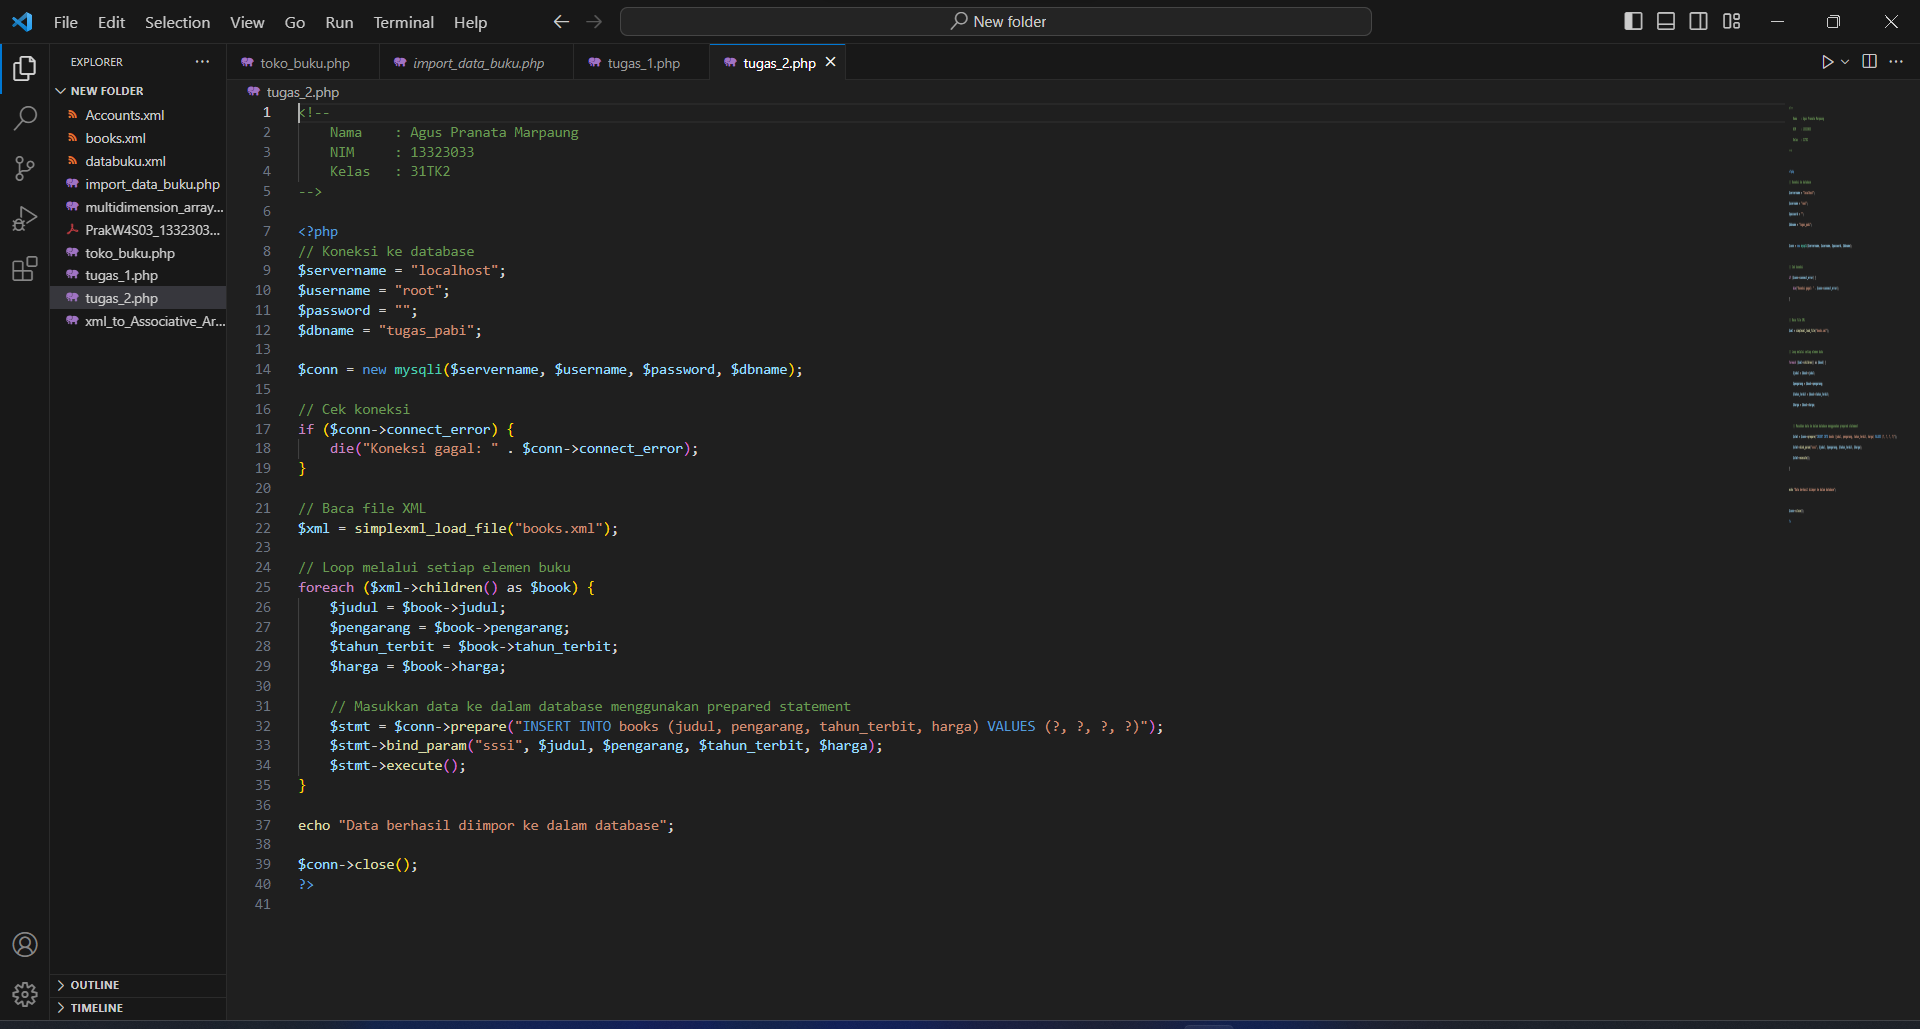 File Edit Selection View Go Run Terminal Help
New folder
EXPLORER
NEW FOLDER
Accounts.xml
books.xml
databuku.xml
import_data_buku.php
multidimension_array...
PrakW4S03_1332303...
toko_buku.php
tugas_1.php
tugas_2.php
xml_to_Associative_Ar...
OUTLINE
TIMELINE
toko_buku.php import_data_buku.php tugas_1.php tugas_2.php
tugas_2.php
1 <!--
2     Nama    : Agus Pranata Marpaung
3     NIM     : 13323033
4     Kelas   : 31TK2
5 -->
6
7 <?php
8 // Koneksi ke database
9 $servername = "localhost";
10 $username = "root";
11 $password = "";
12 $dbname = "tugas_pabi";
13
14 $conn = new mysqli($servername, $username, $password, $dbname);
15
16 // Cek koneksi
17 if ($conn->connect_error) {
18     die("Koneksi gagal: " . $conn->connect_error);
19 }
20
21 // Baca file XML
22 $xml = simplexml_load_file("books.xml");
23
24 // Loop melalui setiap elemen buku
25 foreach ($xml->children() as $book) {
26     $judul = $book->judul;
27     $pengarang = $book->pengarang;
28     $tahun_terbit = $book->tahun_terbit;
29     $harga = $book->harga;
30
31     // Masukkan data ke dalam database menggunakan prepared statement
32     $stmt = $conn->prepare("INSERT INTO books (judul, pengarang, tahun_terbit, harga) VALUES (?, ?, ?, ?)");
33     $stmt->bind_param("sssi", $judul, $pengarang, $tahun_terbit, $harga);
34     $stmt->execute();
35 }
36
37 echo "Data berhasil diimpor ke dalam database";
38
39 $conn->close();
40 ?>
41